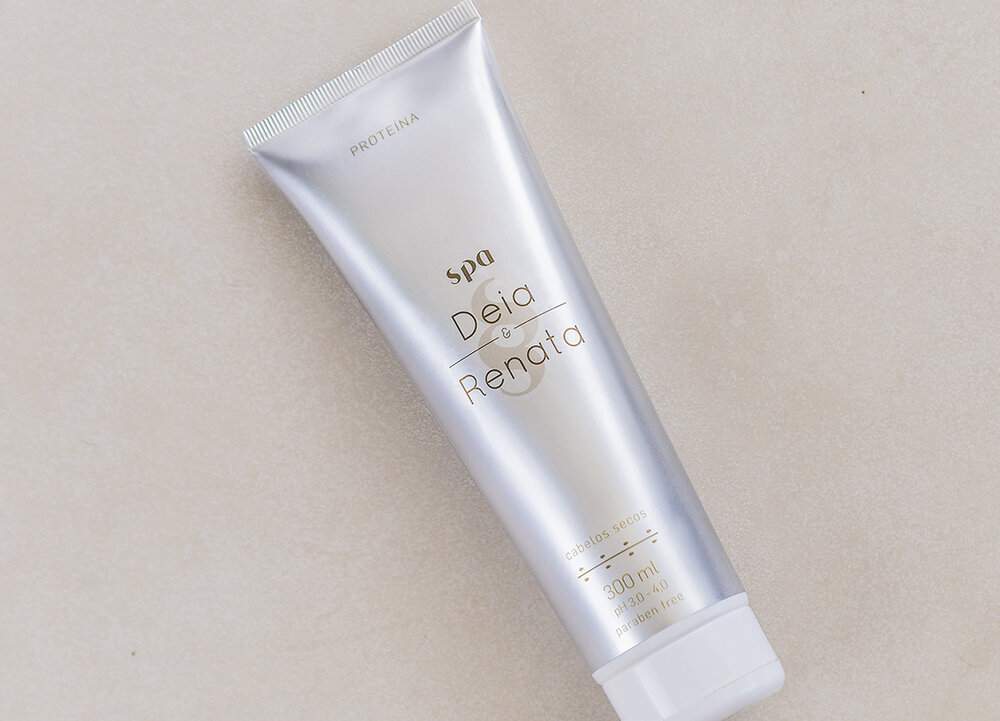 PROTEÍNA
spa
Deia
&
Renata
cabelos secos
300 ml
pH 3.0 - 4.0
paraben free